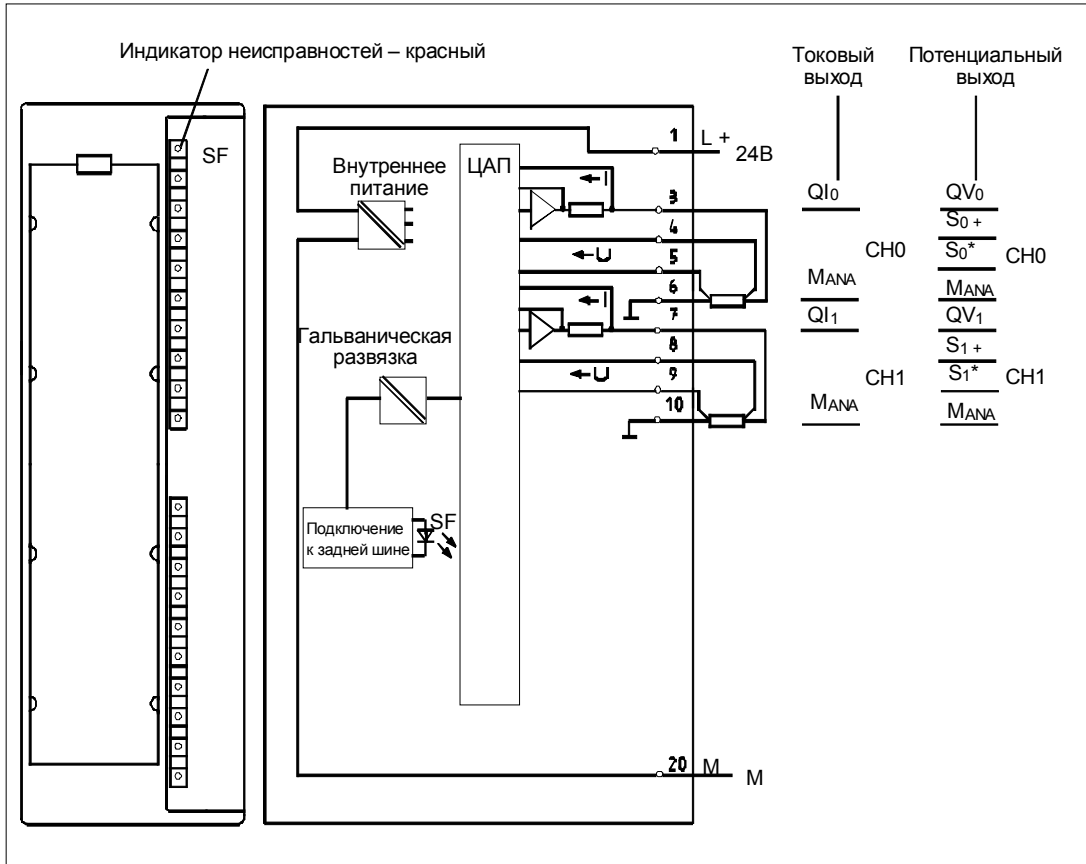 Индикатор неисправностей – красный
Токовый
выход
Потенциальный
выход
SF
1
L +
24В
Внутреннее
питание
ЦАП
I
3
QI0
QV0
4
S0 +
U
5
CH0
S0*
CH0
6
MANA
MANA
I
7
QI1
QV1
Гальваническая
развязка
8
S1 +
U
9
CH1
S1*
CH1
10
MANA
MANA
Подключение
к задней шине
SF
20
M
M